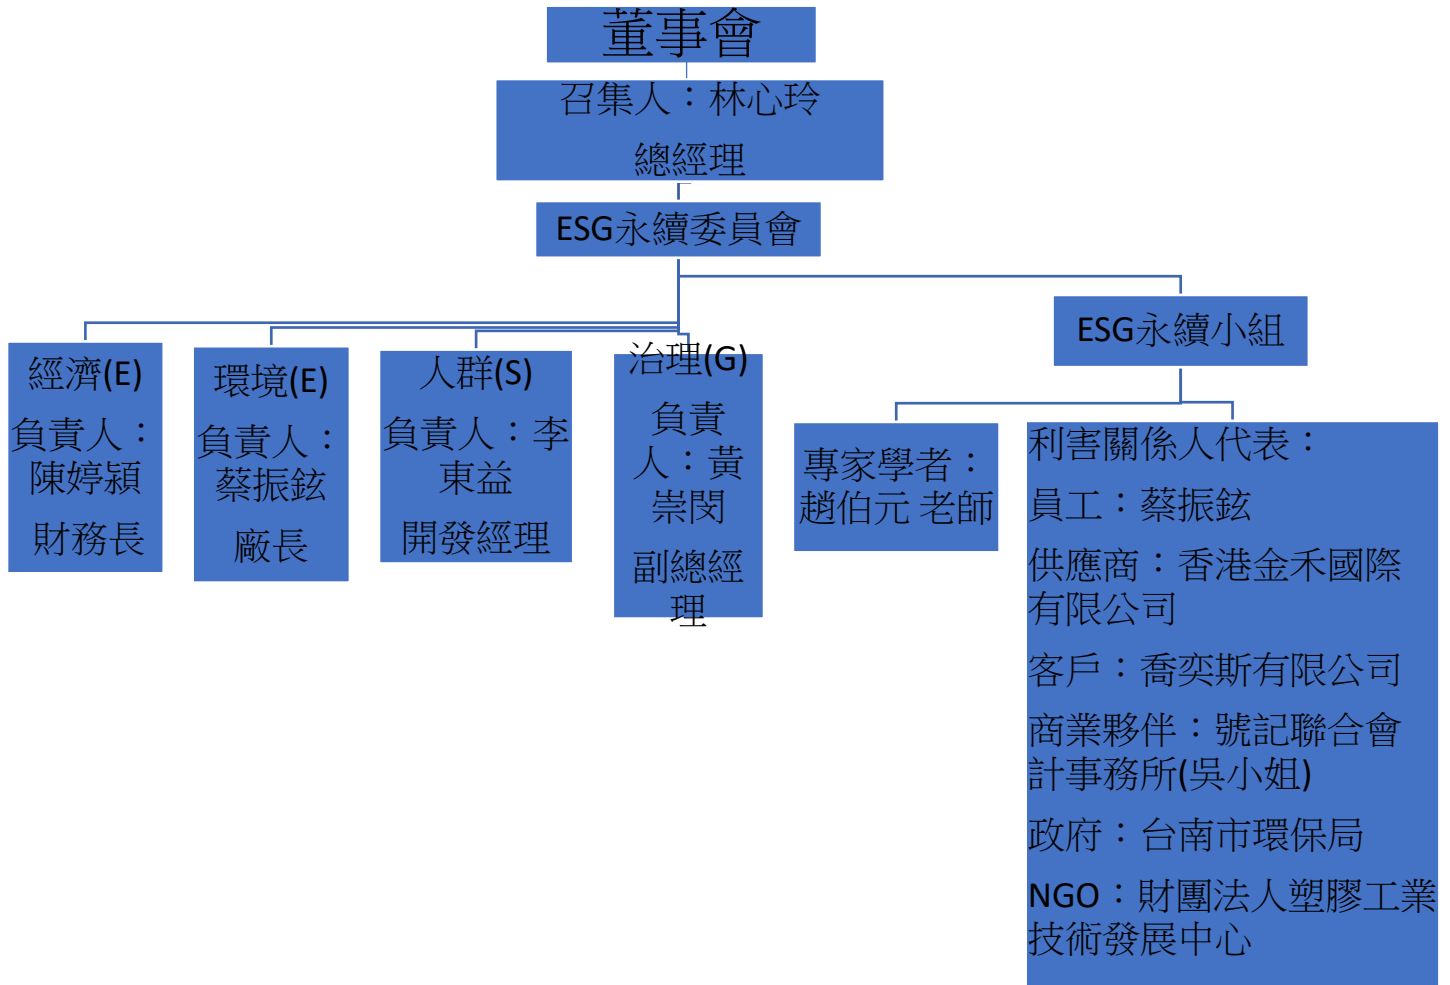 董事會
召集人：林心玲
總經理
ESG永續委員會
ESG永續小組
經濟(E)
負責人：
陳婷潁
財務長
環境(E)
負責人：
蔡振鉉
廠長
人群(S)
負責人：李
東益
開發經理
治理(G)
負責
人：黃
崇閔
副總經
理
專家學者：
趙伯元 老師
利害關係人代表：
員工：蔡振鉉
供應商：香港金禾國際
有限公司
客戶：喬奕斯有限公司
商業夥伴：號記聯合會
計事務所(吳小姐)
政府：台南市環保局
NGO：財團法人塑膠工業
技術發展中心